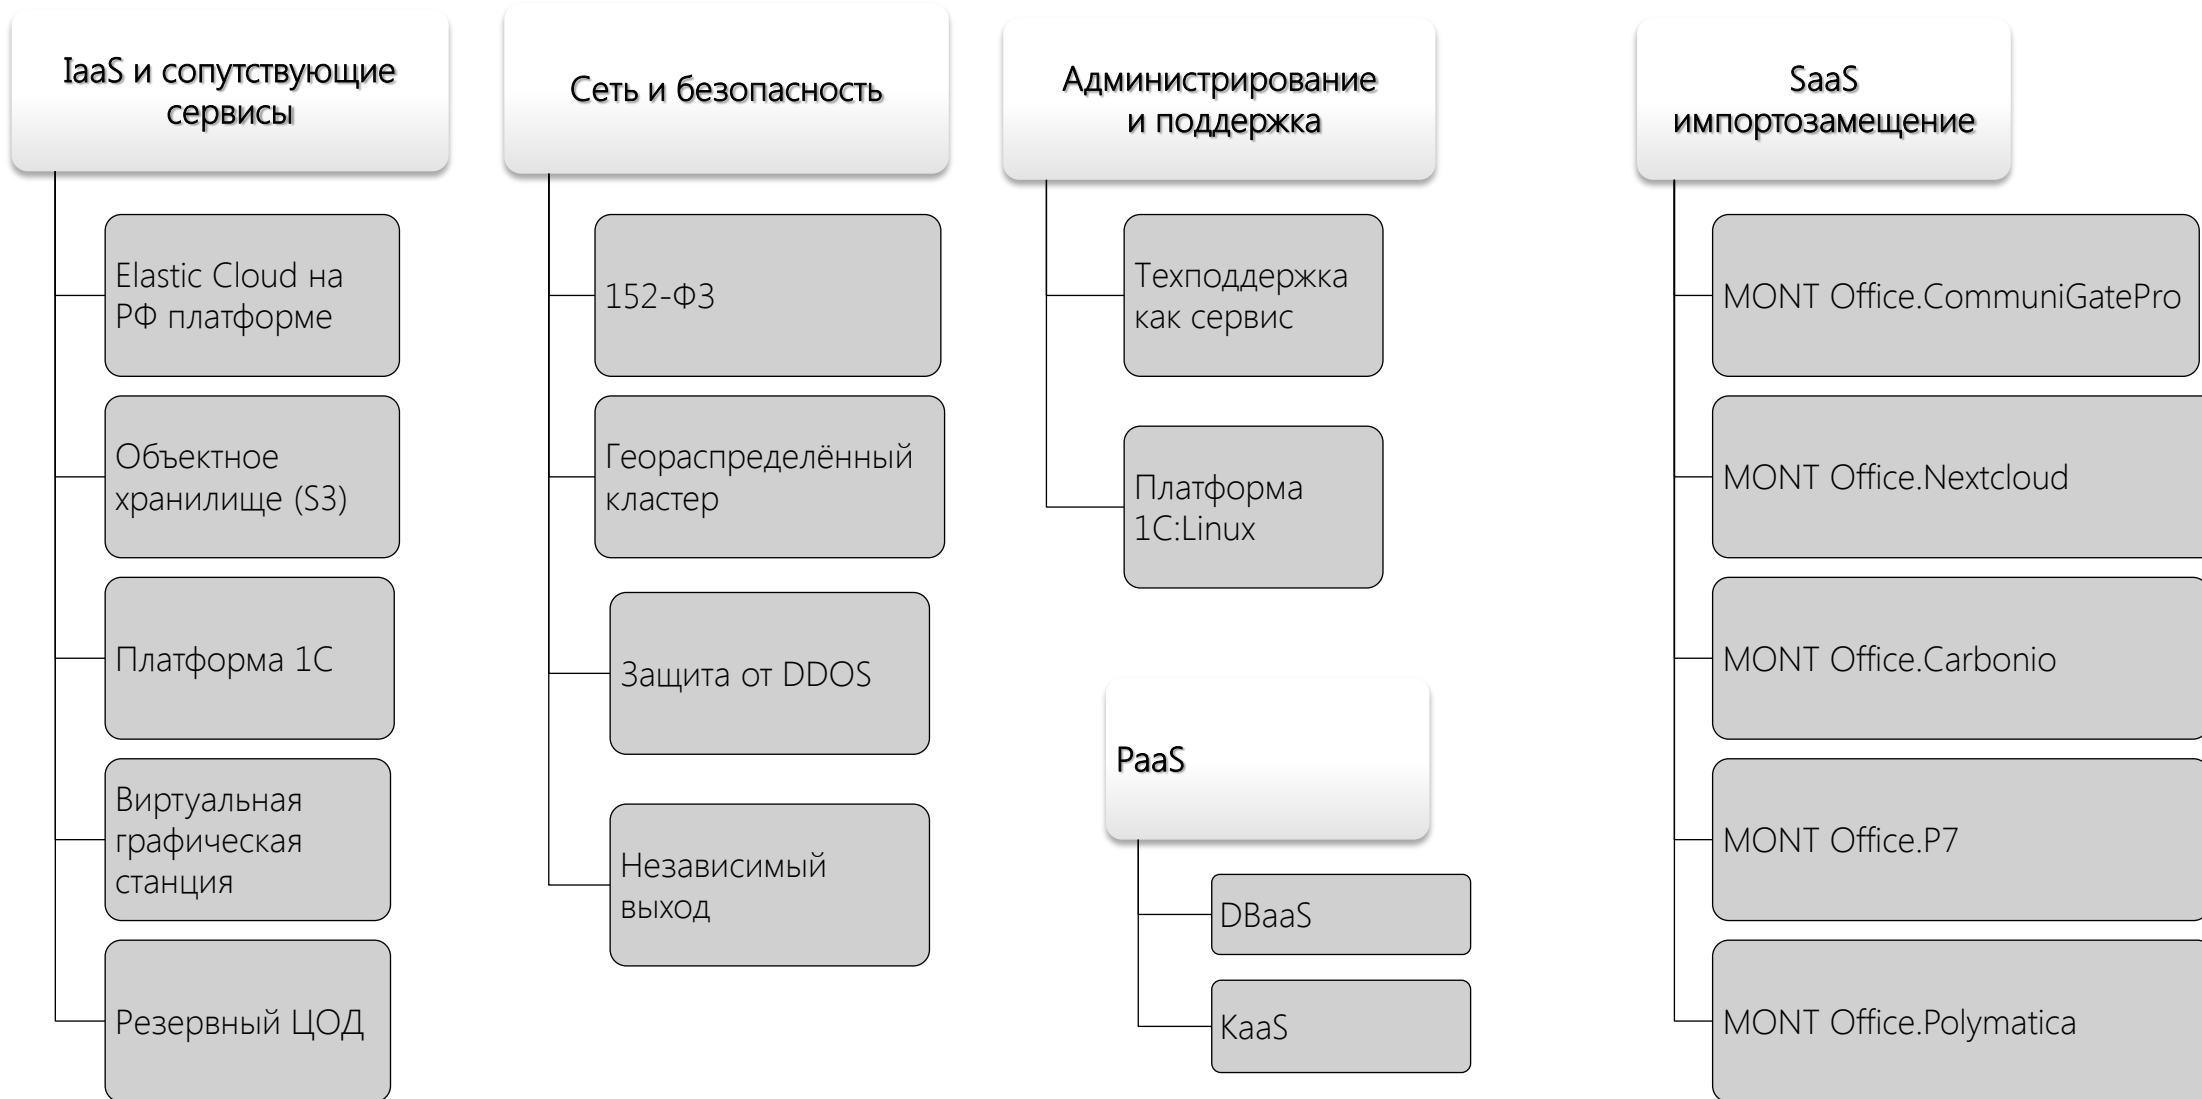 IaaS и сопутствующие
сервисы
Elastic Cloud на
РФ платформе
Объектное
хранилище (S3)
Платформа 1С
Виртуальная
графическая
станция
Резервный ЦОД
Сеть и безопасность
152-ФЗ
Геораспределённый
кластер
Защита от DDOS
Независимый
выход
Администрирование
и поддержка
Техподдержка
как сервис
Платформа
1С:Linux
PaaS
DBaaS
KaaS
SaaS
импортозамещение
MONT Office.CommuniGatePro
MONT Office.Nextcloud
MONT Office.Carbonio
MONT Office.P7
MONT Office.Polymatica